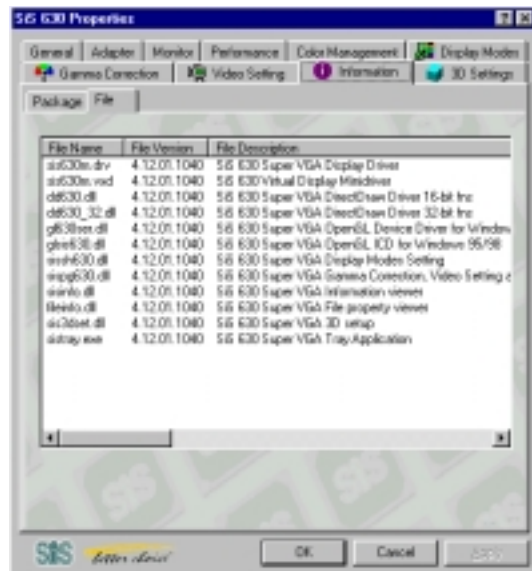 SiS 630 Properties
General Adapter Monitor Performance Color Management Display Modes
Gamma Correction Video Setting Information 3D Settings
Package File
File Name File Version File Description
sis630m.drv 4.12.01.1040 SiS 630 Super VGA Display Driver
sis630m.vxd 4.12.01.1040 SiS 630 Virtual Display Minidriver
dd630.dll 4.12.01.1040 SiS 630 Super VGA DirectDraw Driver 16-bit fnc
dd630_32.dll 4.12.01.1040 SiS 630 Super VGA DirectDraw Driver 32-bit fnc
4.12.01.1040 SiS 630 Super VGA OpenGL Device Driver for Window
4.12.01.1040 SiS 630 Super VGA OpenGL ICD for Windows 95/98
4.12.01.1040 SiS 630 Super VGA Display Modes Setting
4.12.01.1040 SiS 630 Super VGA Gamma Correction, Video Setting a
sisinfo.dll 4.12.01.1040 SiS 630 Super VGA Information viewer
fileinfo.dll 4.12.01.1040 SiS 630 Super VGA File property viewer
4.12.01.1040 SiS 630 Super VGA 3D setup
sistray.exe 4.12.01.1040 SiS 630 Super VGA Tray Application
SiS better choice!
OK Cancel Apply